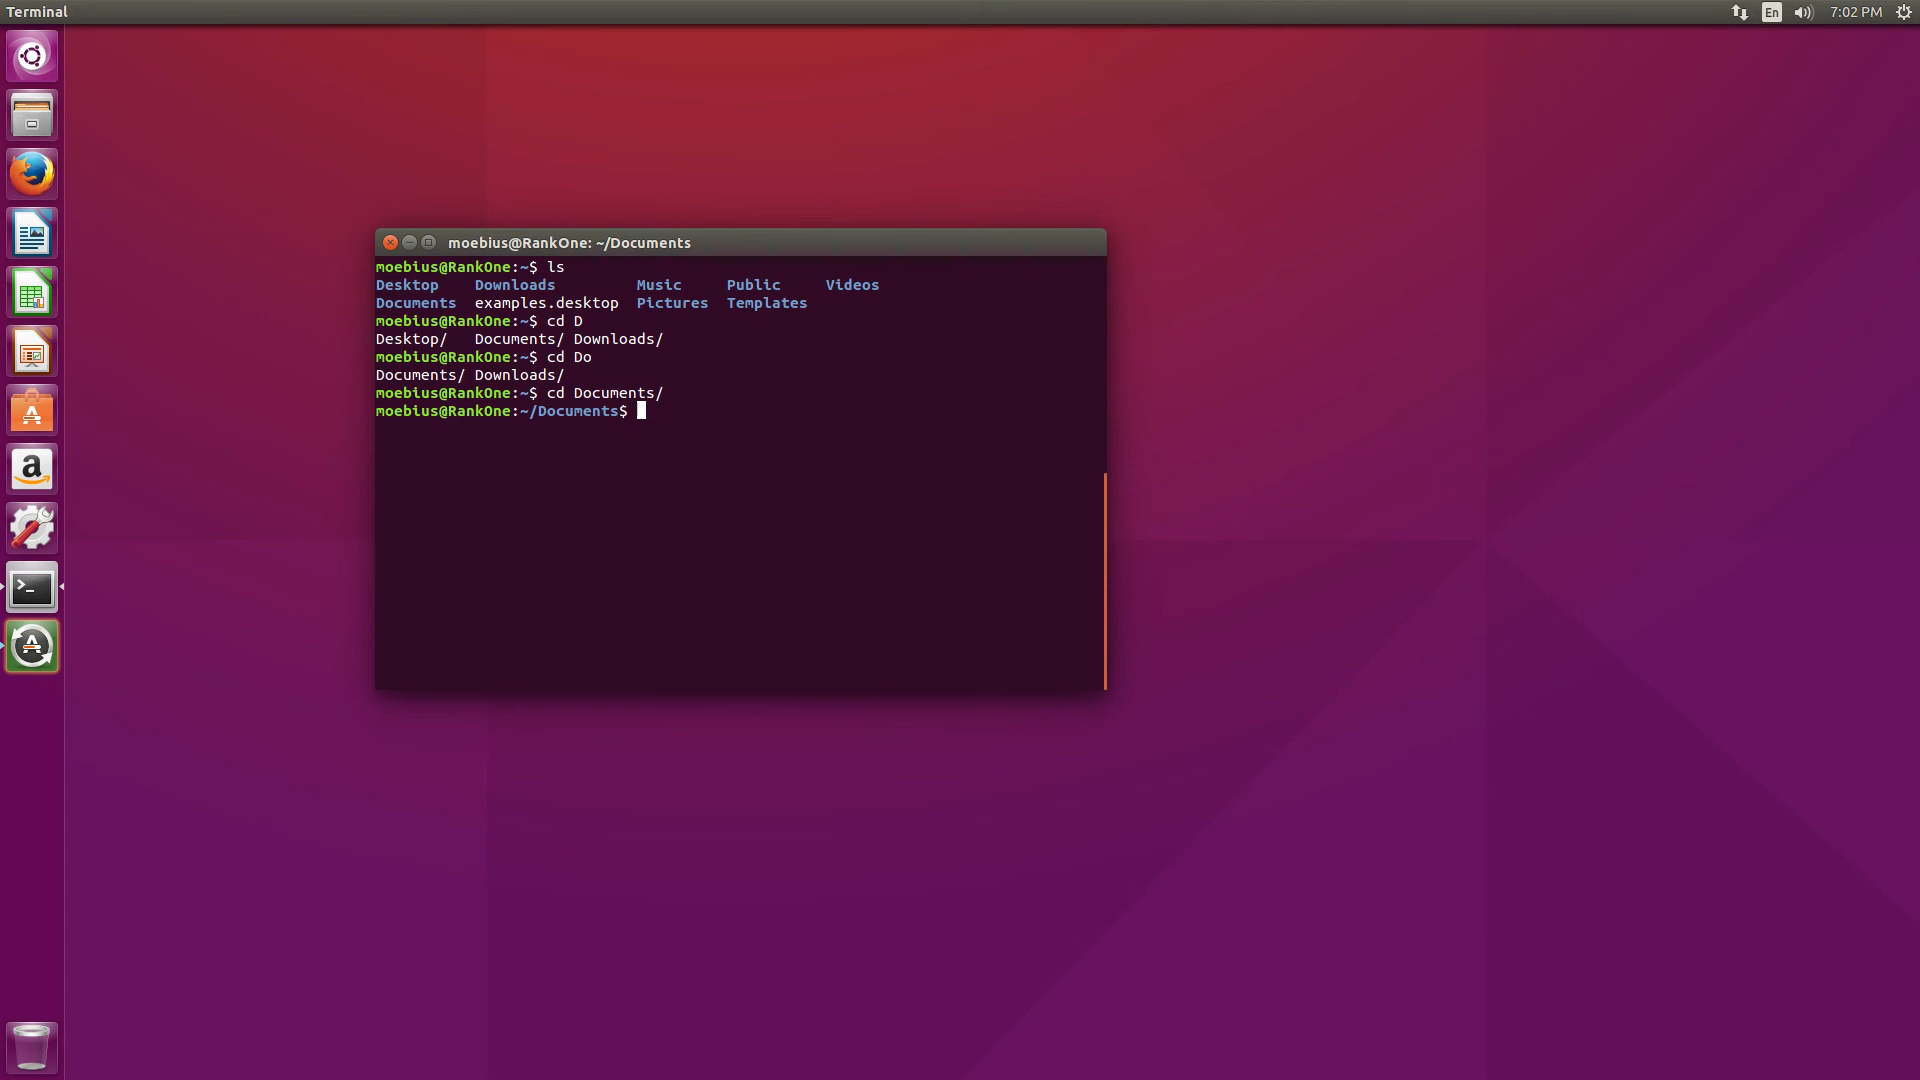 Terminal
En
7:02 PM
moebius@RankOne: ~/Documents
moebius@RankOne:~$ ls
Desktop Downloads Music Public Videos
Documents examples.desktop Pictures Templates
moebius@RankOne:~$ cd D
Desktop/ Documents/ Downloads/
moebius@RankOne:~$ cd Do
Documents/ Downloads/
moebius@RankOne:~$ cd Documents/
moebius@RankOne:~/Documents$